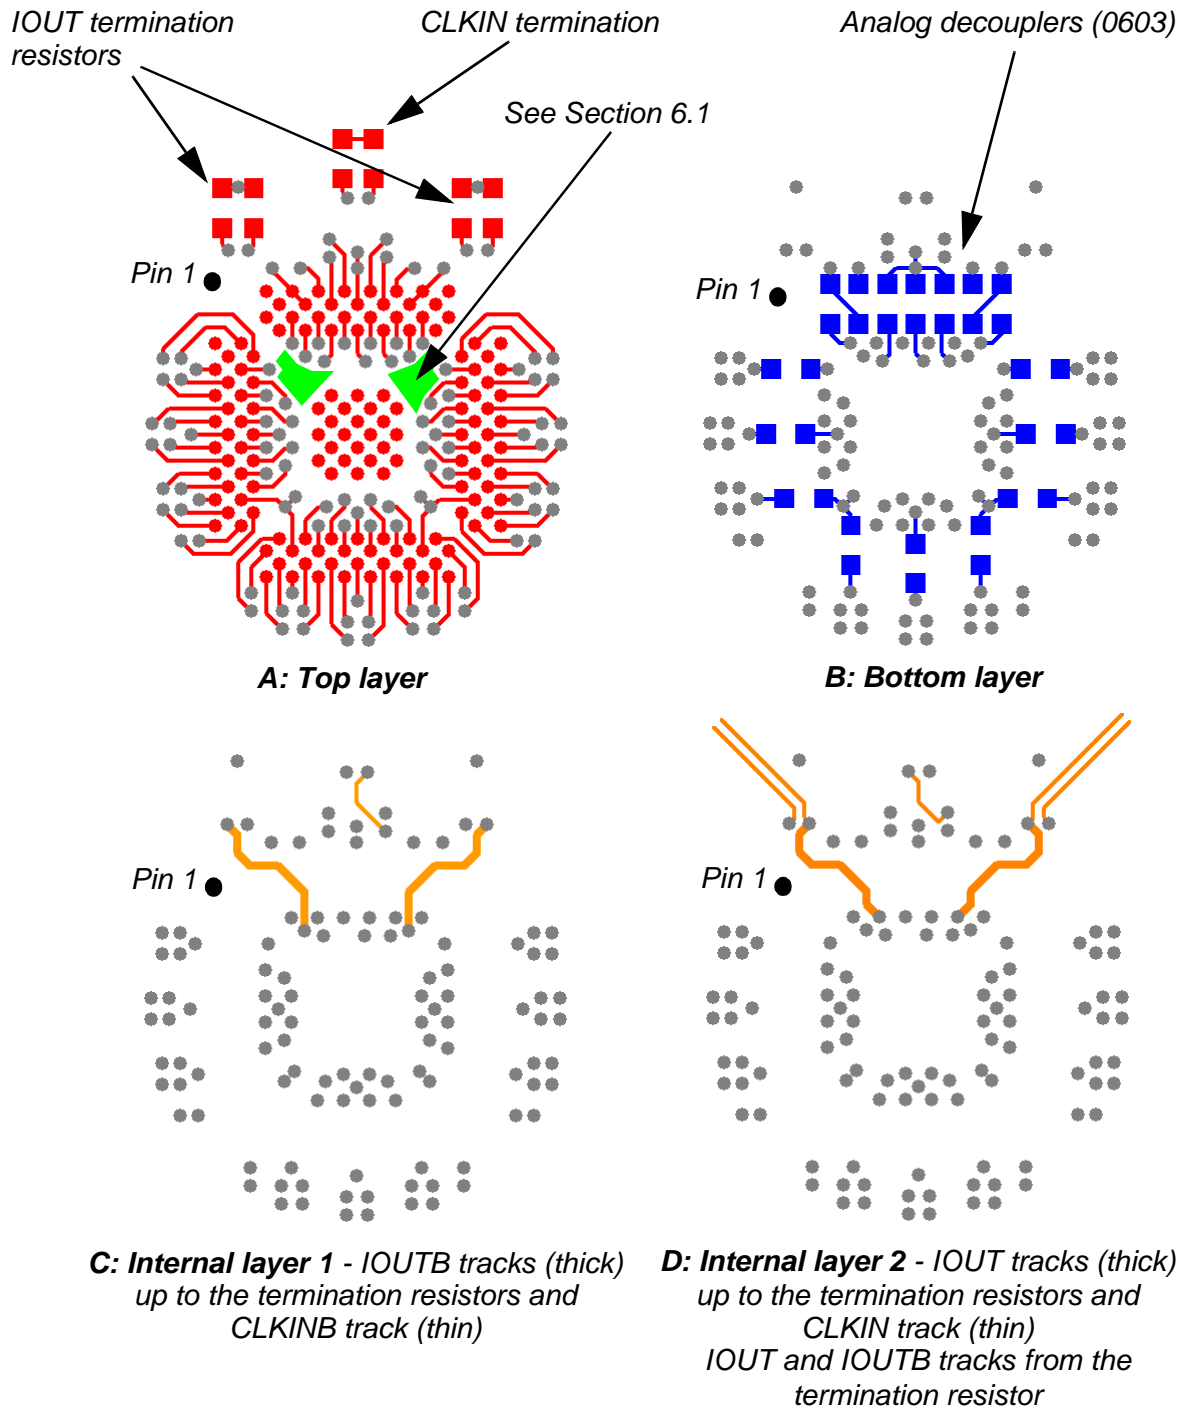 IOUT termination
resistors
CLKIN termination
Analog decouplers (0603)
See Section 6.1
Pin 1
Pin 1
A: Top layer
B: Bottom layer
Pin 1
Pin 1
C: Internal layer 1 - IOUTB tracks (thick)
up to the termination resistors and
CLKINB track (thin)
D: Internal layer 2 - IOUT tracks (thick)
up to the termination resistors and
CLKIN track (thin)
IOUT and IOUTB tracks from the
termination resistor